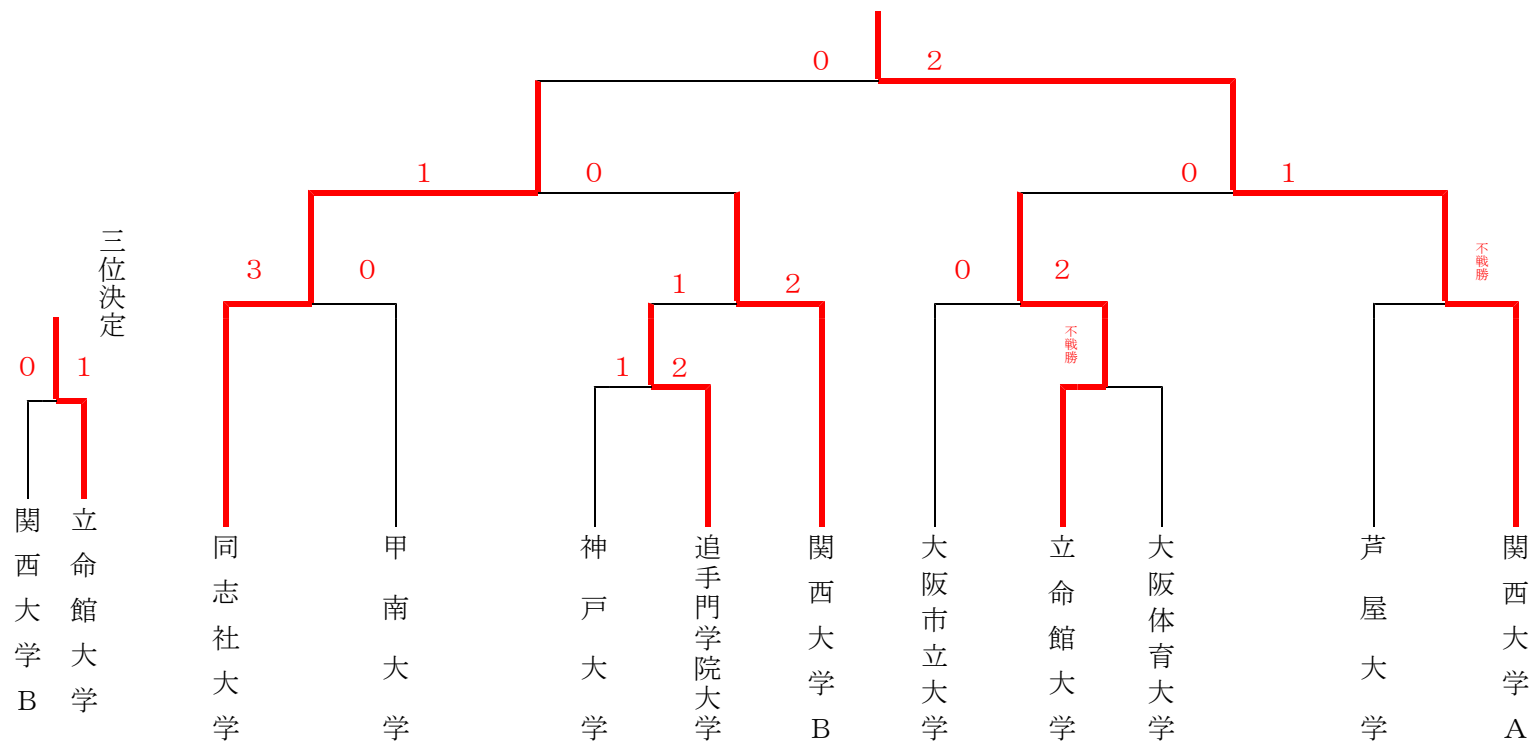 ０ ２
１ ０
０ １
三位決定
３ ０
１ ２
０ ２
不戦勝
不戦勝
０ １
１ ２
関西大学Ｂ
立命館大学
同志社大学
甲南大学
神戸大学
追手門学院大学
関西大学Ｂ
大阪市立大学
立命館大学
大阪体育大学
芦屋大学
関西大学Ａ